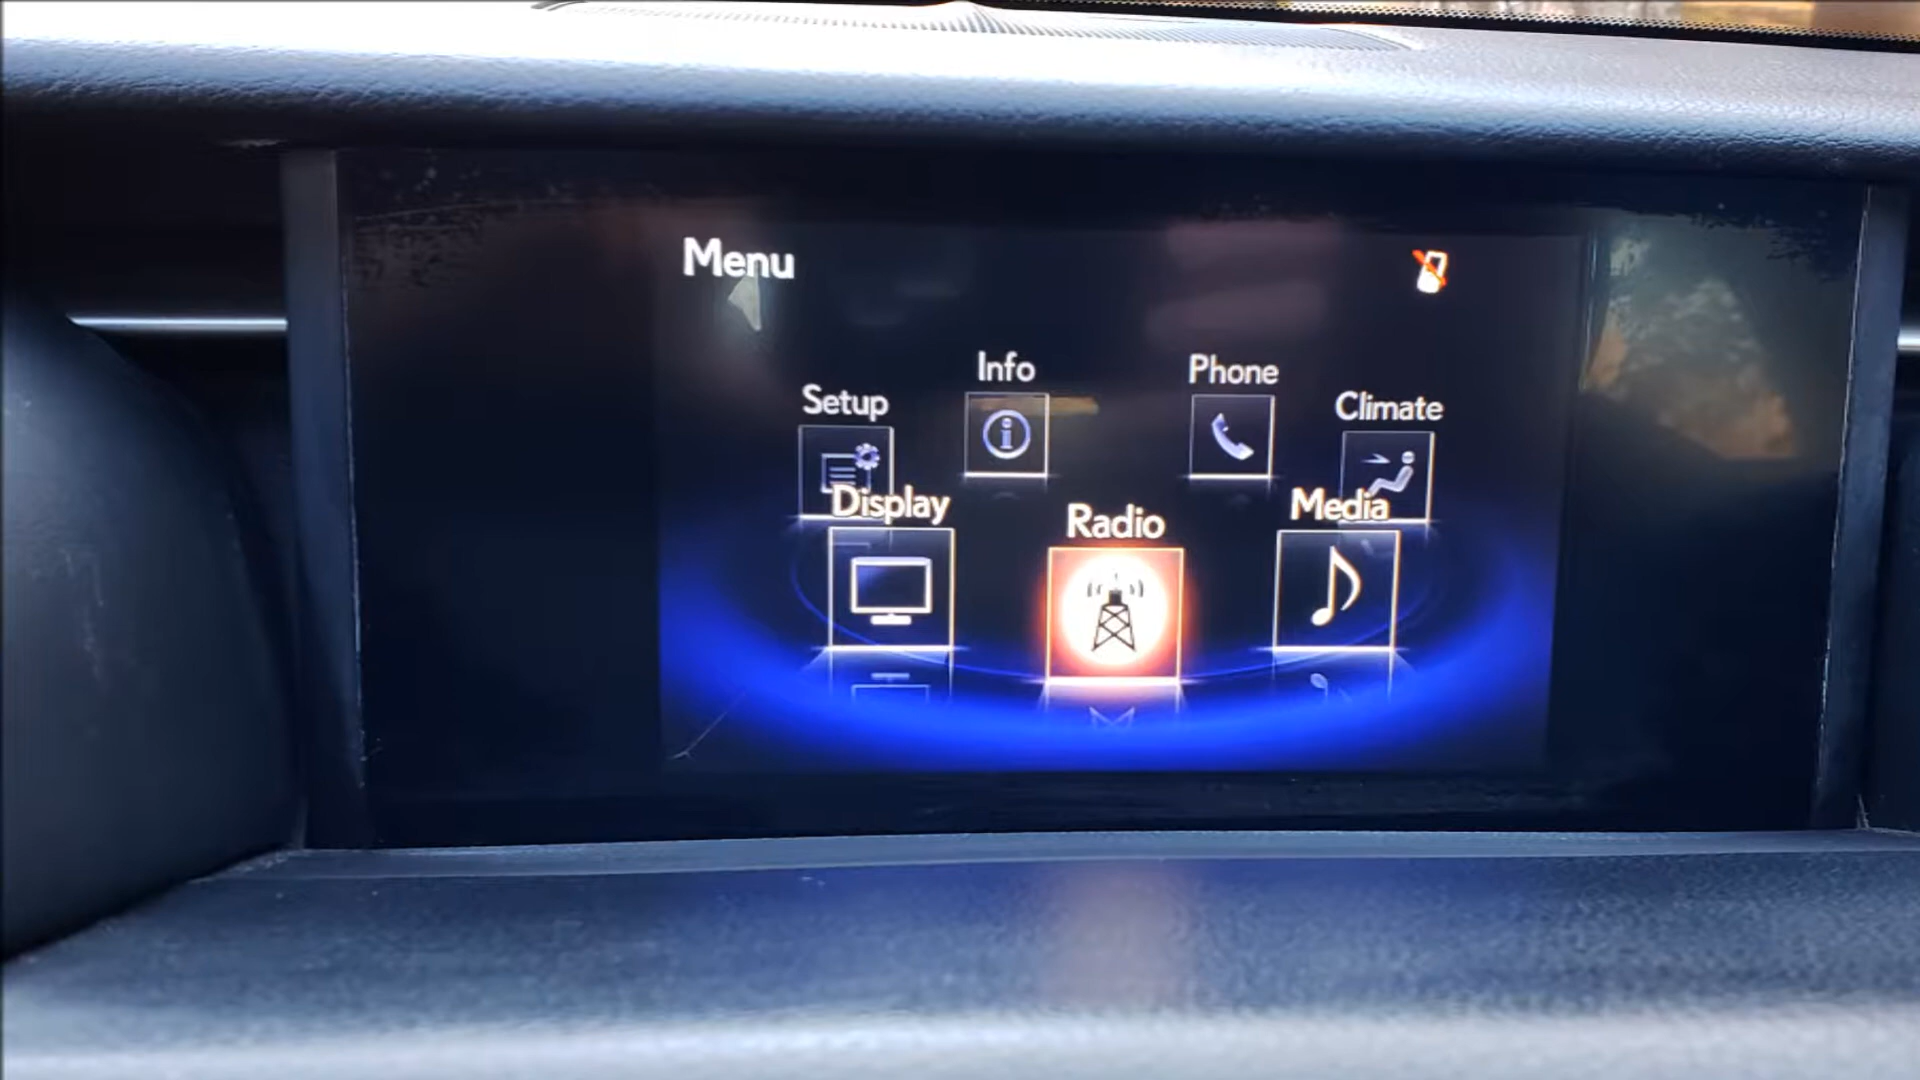 Menu
Info
Phone
Setup
Climate
Display
Radio
Media